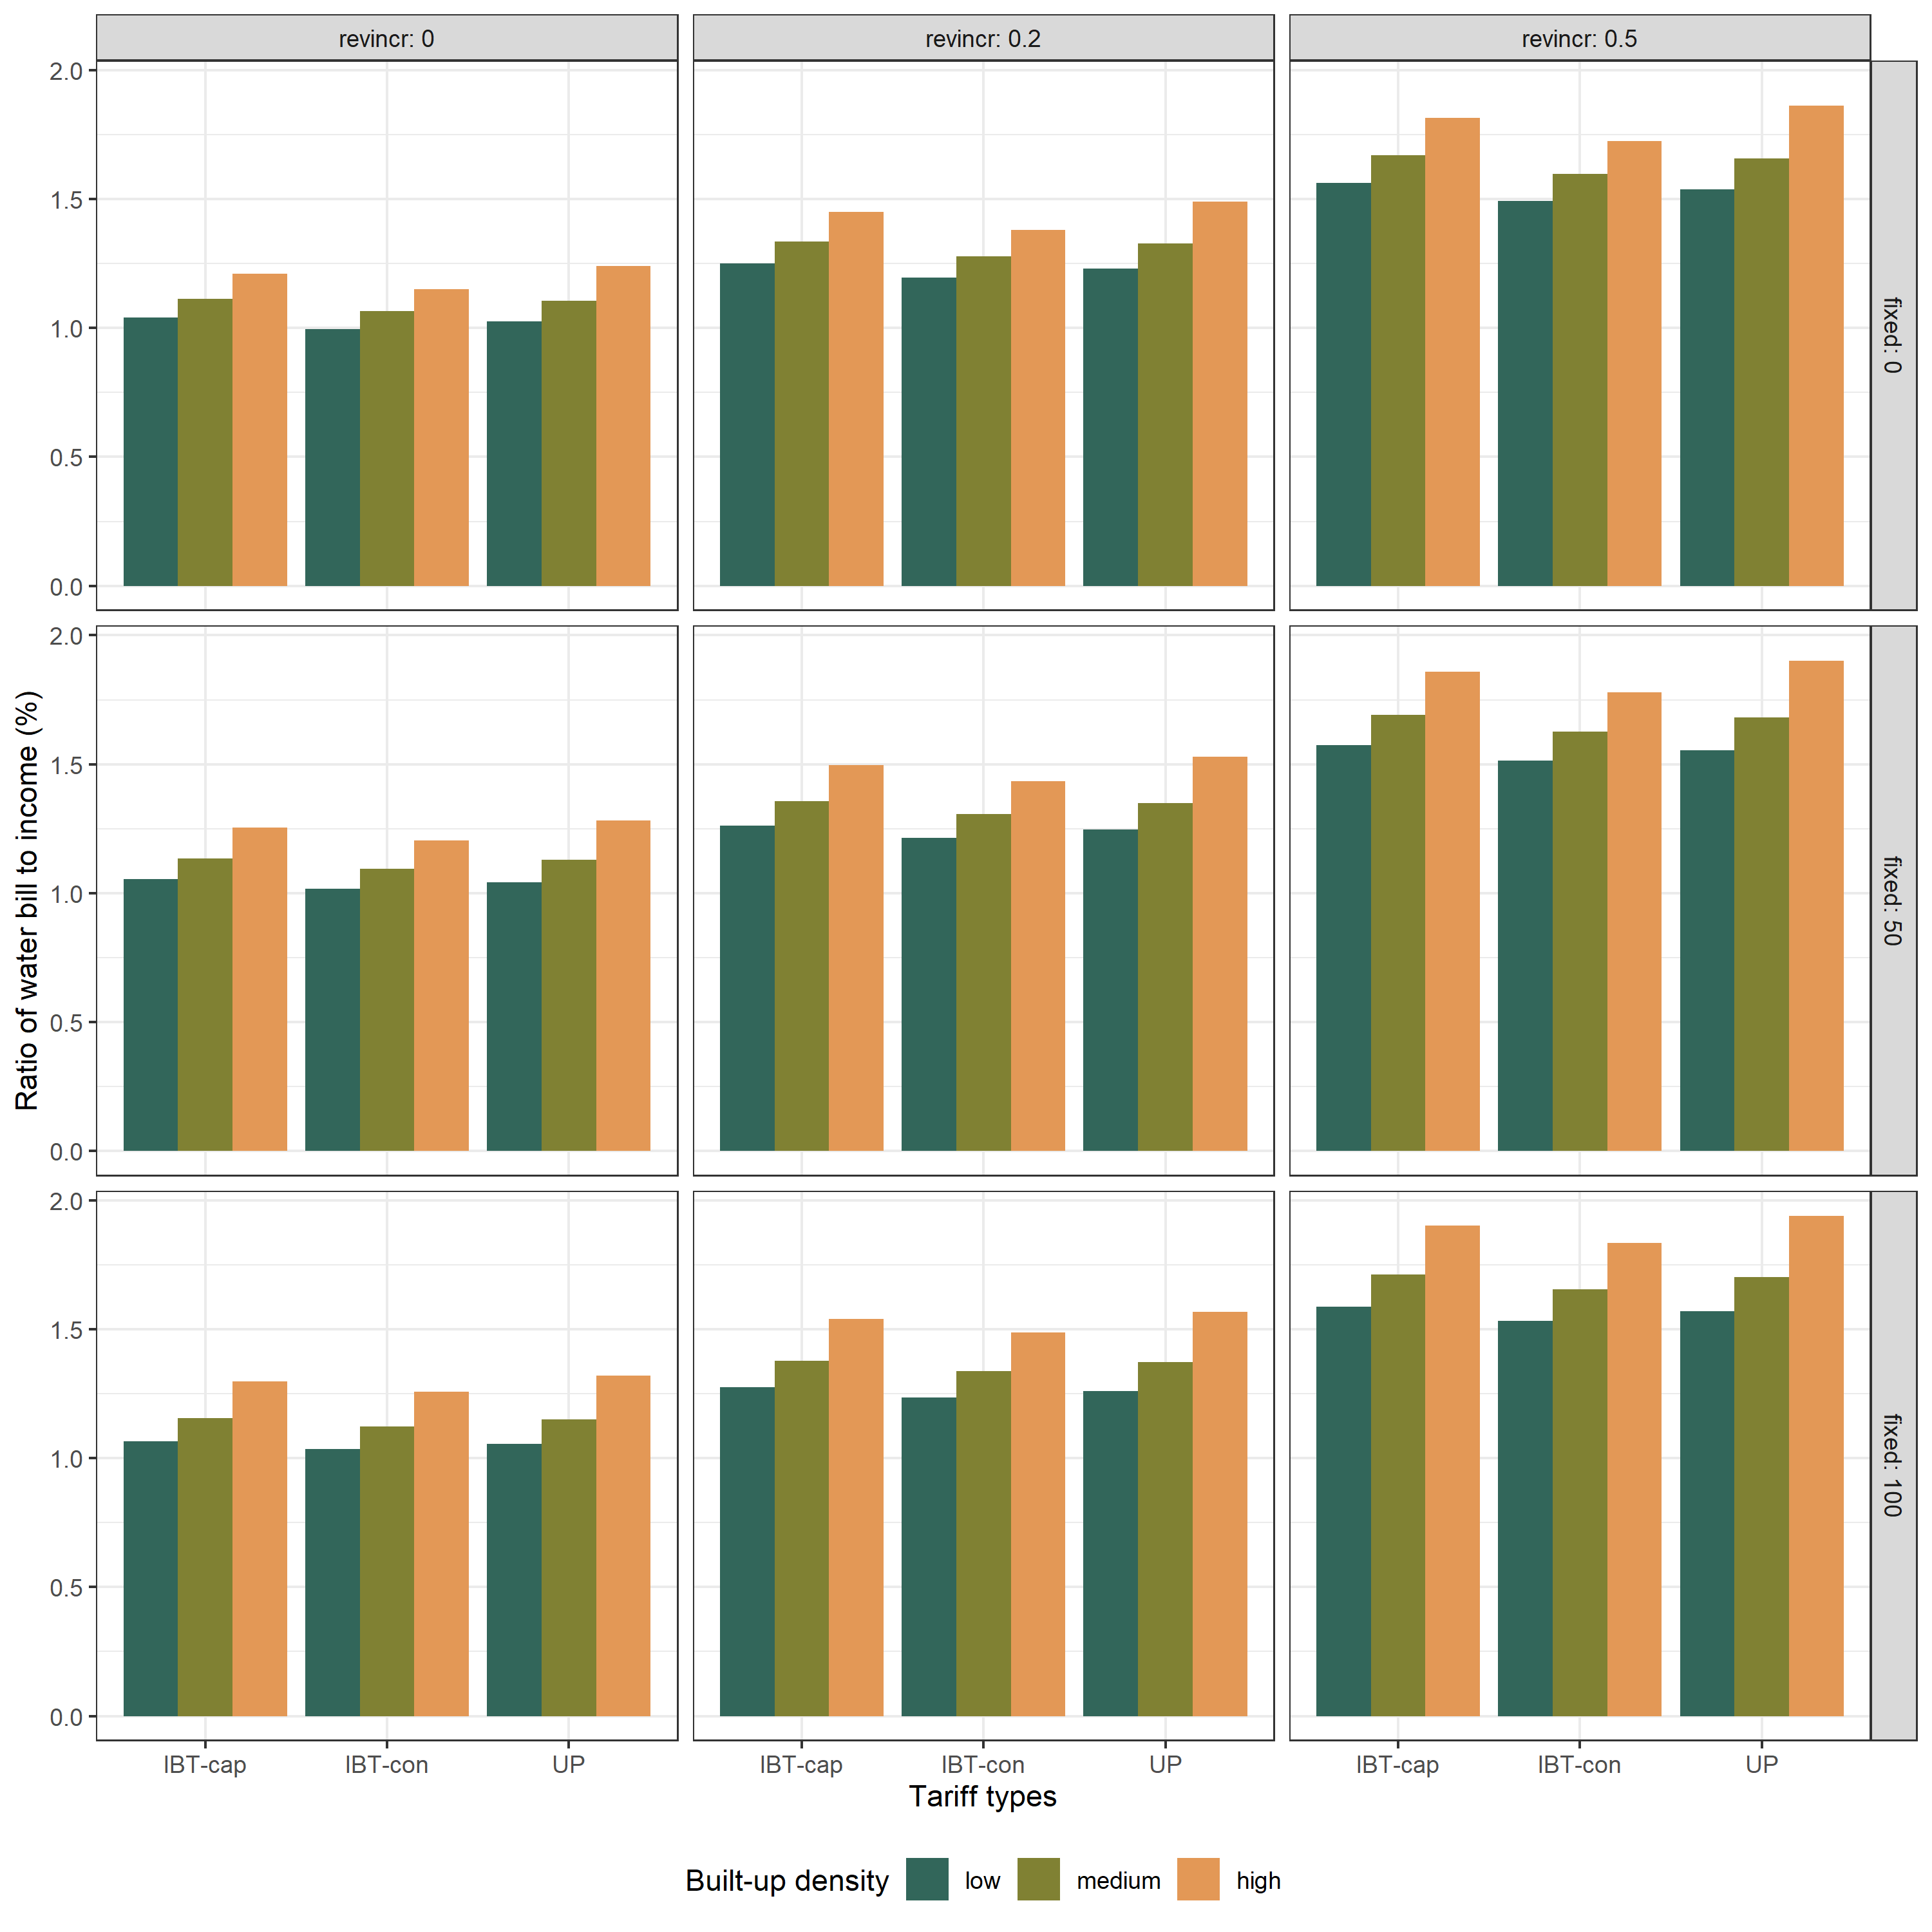 revincr: 0
revincr: 0.2
revincr: 0.5
2.0
1.5
1.0
0.5
0.0
fixed: 0
2.0
1.5
1.0
0.5
0.0
fixed: 50
2.0
1.5
1.0
0.5
0.0
fixed: 100
Ratio of water bill to income (%)
IBT-cap IBT-con UP IBT-cap IBT-con UP IBT-cap IBT-con UP
Tariff types
Built-up density low medium high